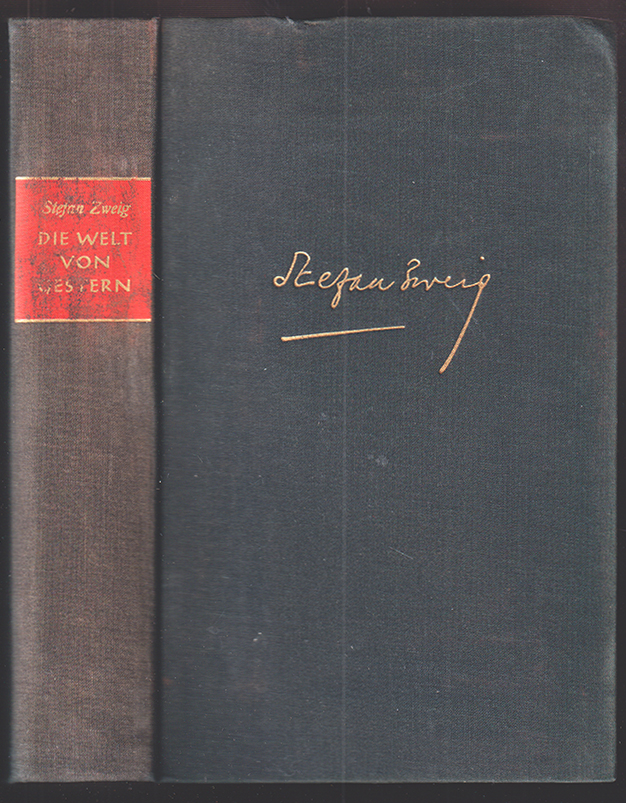 Stefan Zweig
DIE WELT
VON
GESTERN
Stefan Zweig